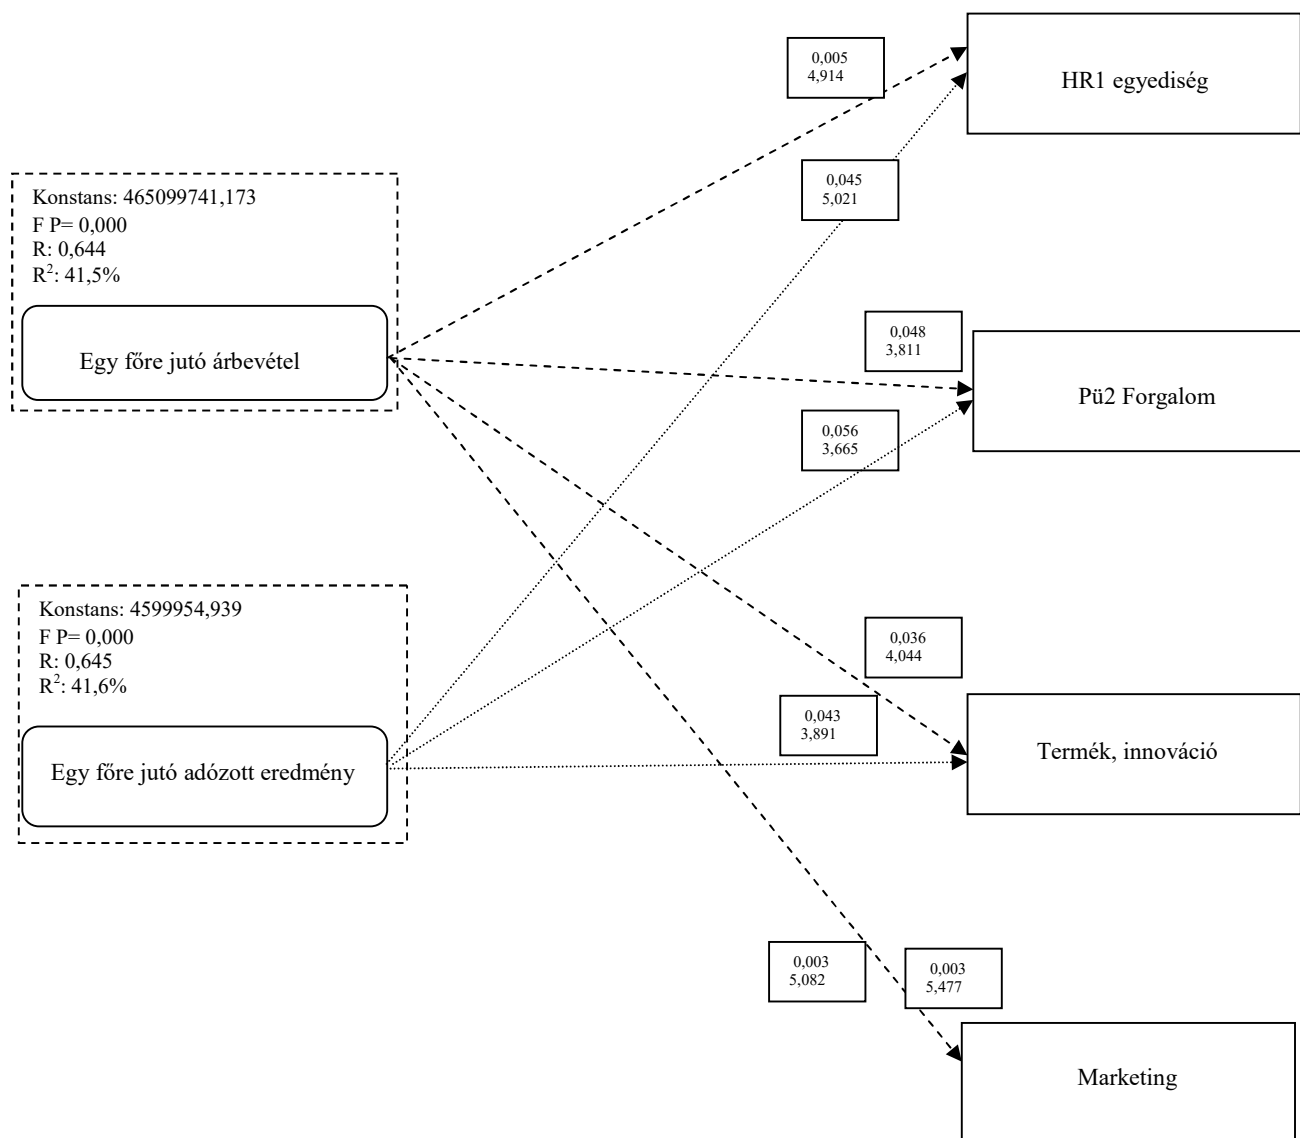 0,005
4,914
HR1 egyediség
0,045
5,021
Konstans: 465099741,173
F P= 0,000
R: 0,644
R²: 41,5%
Egy főre jutó árbevétel
0,048
3,811
Pü2 Forgalom
0,056
3,665
Konstans: 4599954,939
F P= 0,000
R: 0,645
R²: 41,6%
Egy főre jutó adózott eredmény
0,036
4,044
0,043
3,891
Termék, innováció
0,003
5,082
0,003
5,477
Marketing